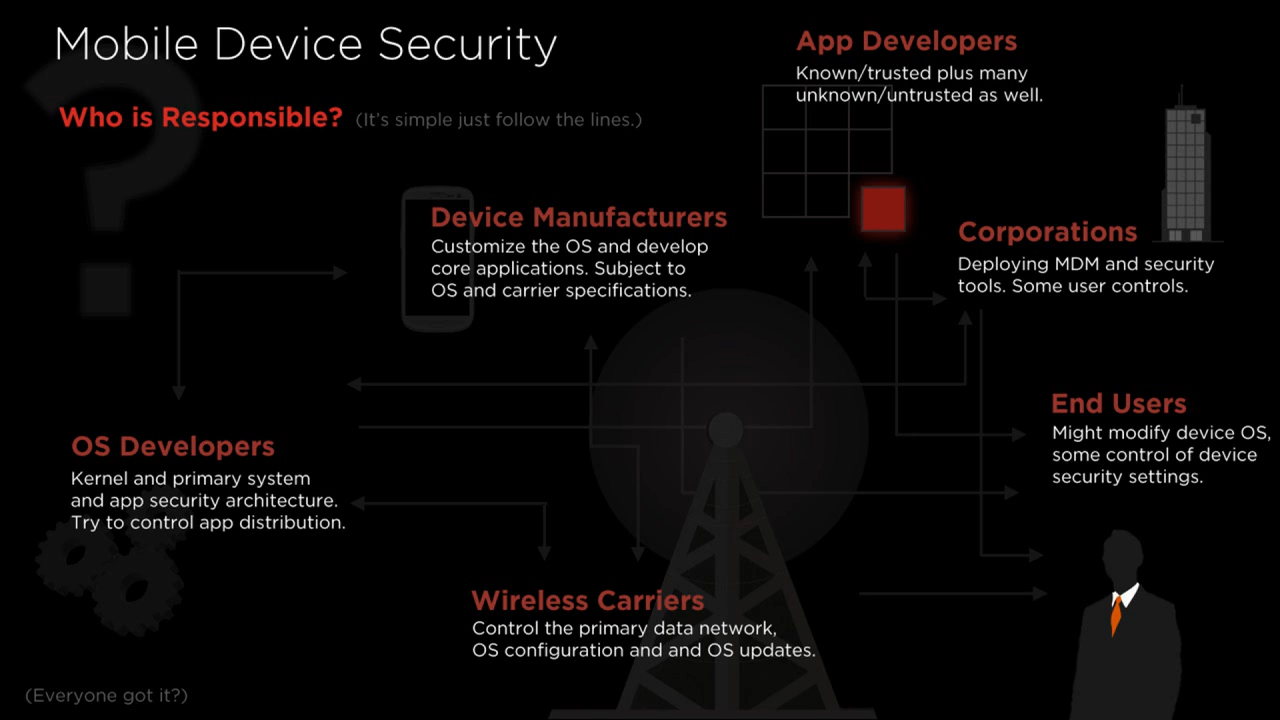 Mobile Device Security
Who is Responsible? (It's simple just follow the lines.)
App Developers
Known/trusted plus many
unknown/untrusted as well.
Device Manufacturers
Customize the OS and develop
core applications. Subject to
OS and carrier specifications.
Corporations
Deploying MDM and security
tools. Some user controls.
End Users
Might modify device OS,
some control of device
security settings.
OS Developers
Kernel and primary system
and app security architecture.
Try to control app distribution.
Wireless Carriers
Control the primary data network,
OS configuration and and OS updates.
(Everyone got it?)